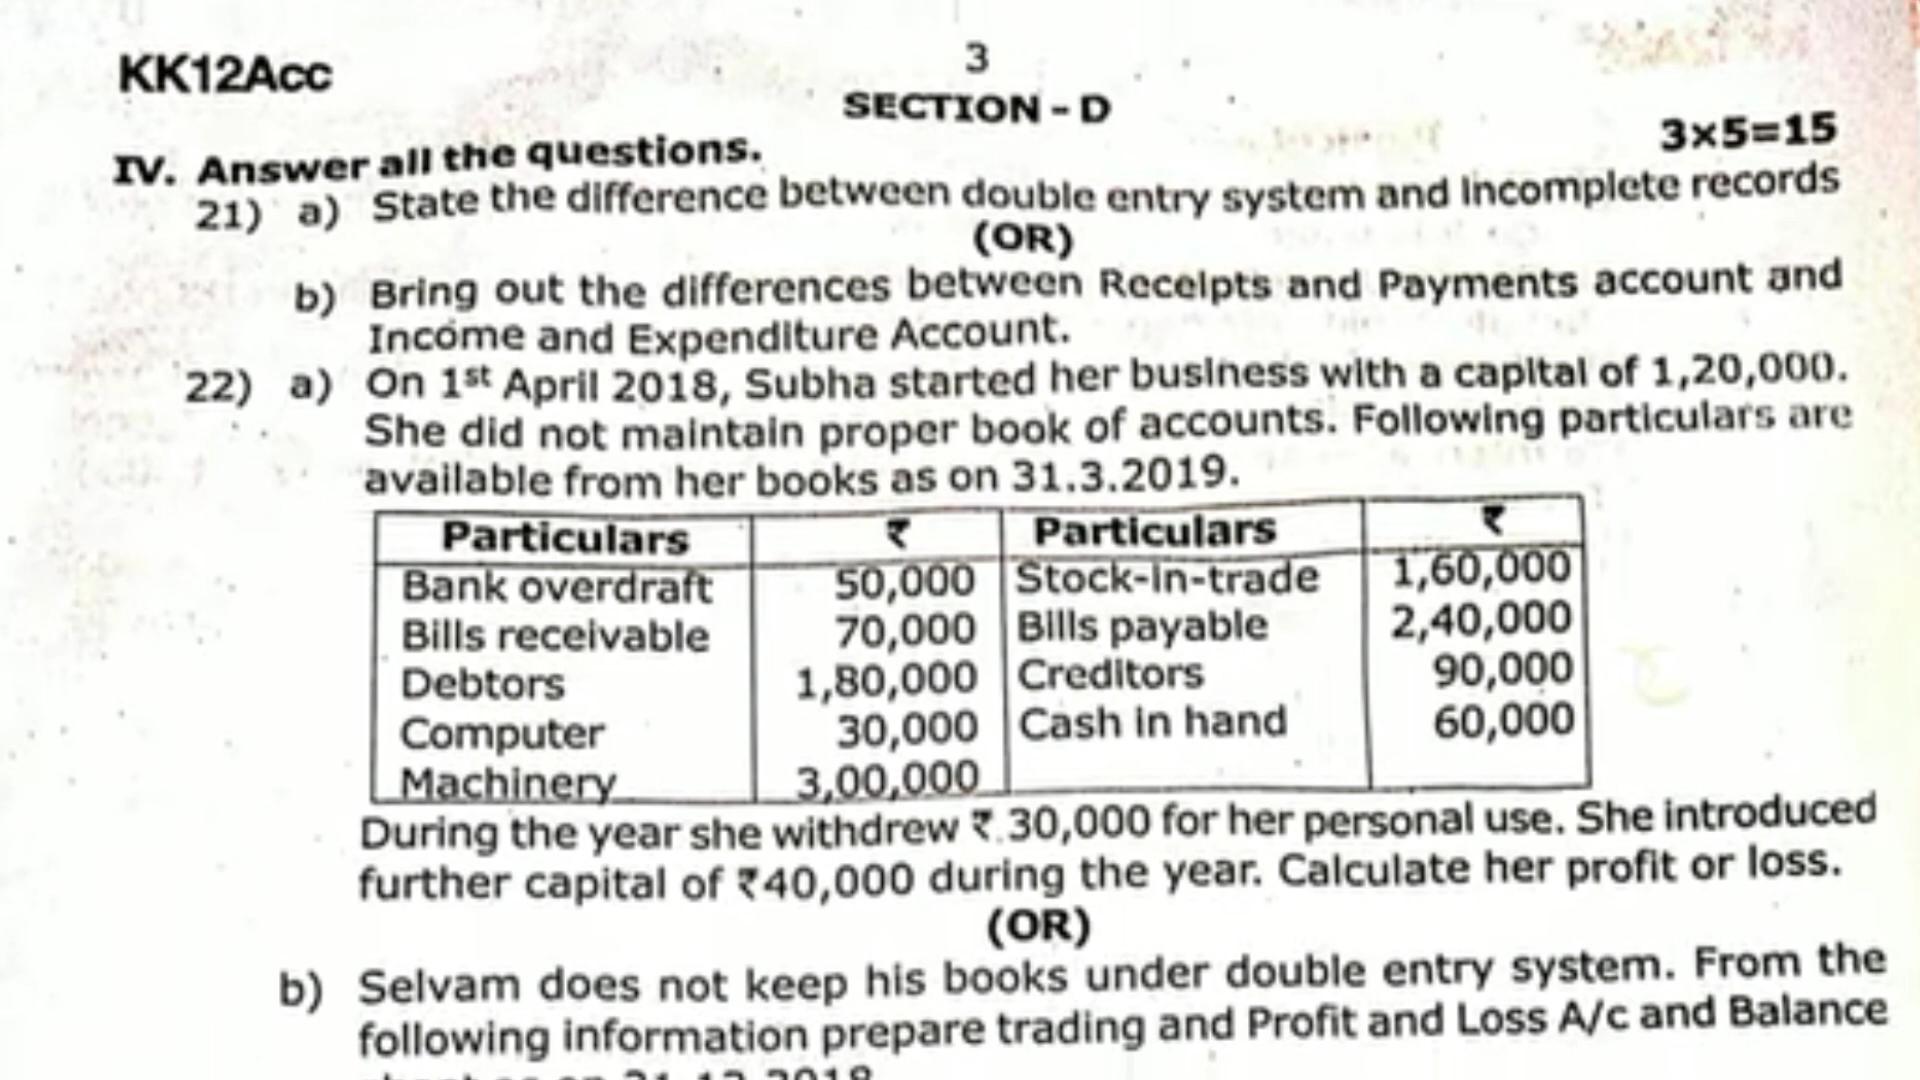 KK12Acc
3
SECTION - D
3×5=15
IV. Answer all the questions.
21) a) State the difference between double entry system and incomplete records
(OR)
b) Bring out the differences between Receipts and Payments account and
Income and Expenditure Account.
22) a) On 1st April 2018, Subha started her business with a capital of 1,20,000.
She did not maintain proper book of accounts. Following particulars are
available from her books as on 31.3.2019.
Particulars ₹ Particulars ₹
Bank overdraft 50,000 Stock-in-trade 1,60,000
Bills receivable 70,000 Bills payable 2,40,000
Debtors 1,80,000 Creditors 90,000
Computer 30,000 Cash in hand 60,000
Machinery 3,00,000
During the year she withdrew ₹ 30,000 for her personal use. She introduced
further capital of ₹40,000 during the year. Calculate her profit or loss.
(OR)
b) Selvam does not keep his books under double entry system. From the
following information prepare trading and Profit and Loss A/c and Balance